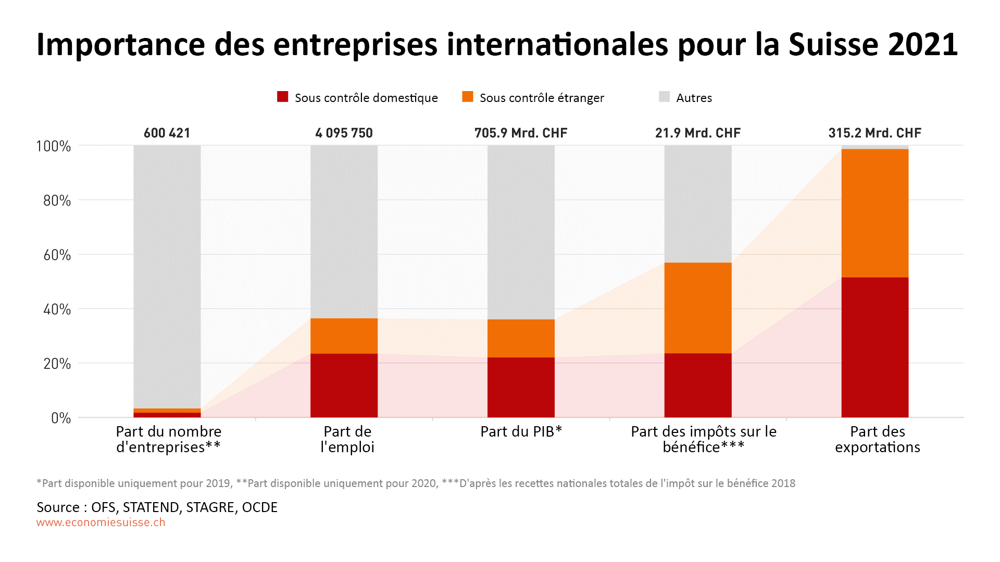 Importance des entreprises internationales pour la Suisse 2021
Sous contrôle domestique
Sous contrôle étranger
Autres
600 421
4 095 750
705.9 Mrd. CHF
21.9 Mrd. CHF
315.2 Mrd. CHF
100%
80%
60%
40%
20%
0%
Part du nombre
d'entreprises**
Part de
l'emploi
Part du PIB*
Part des impôts sur le
bénéfice***
Part des
exportations
*Part disponible uniquement pour 2019, **Part disponible uniquement pour 2020, ***D'après les recettes nationales totales de l'impôt sur le bénéfice 2018
Source : OFS, STATEND, STAGRE, OCDE
www.economiesuisse.ch